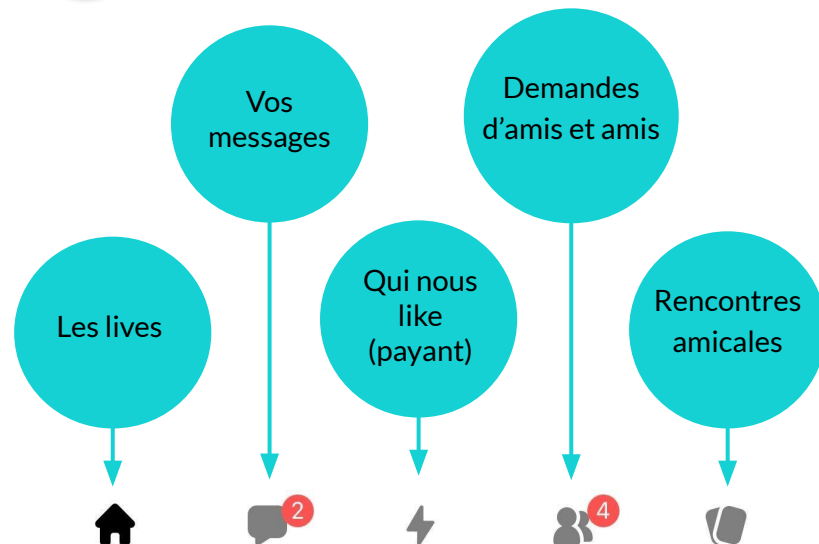 Vos
messages
Demandes
d’amis et amis
Les lives
Qui nous
like
(payant)
Rencontres
amicales
2
4